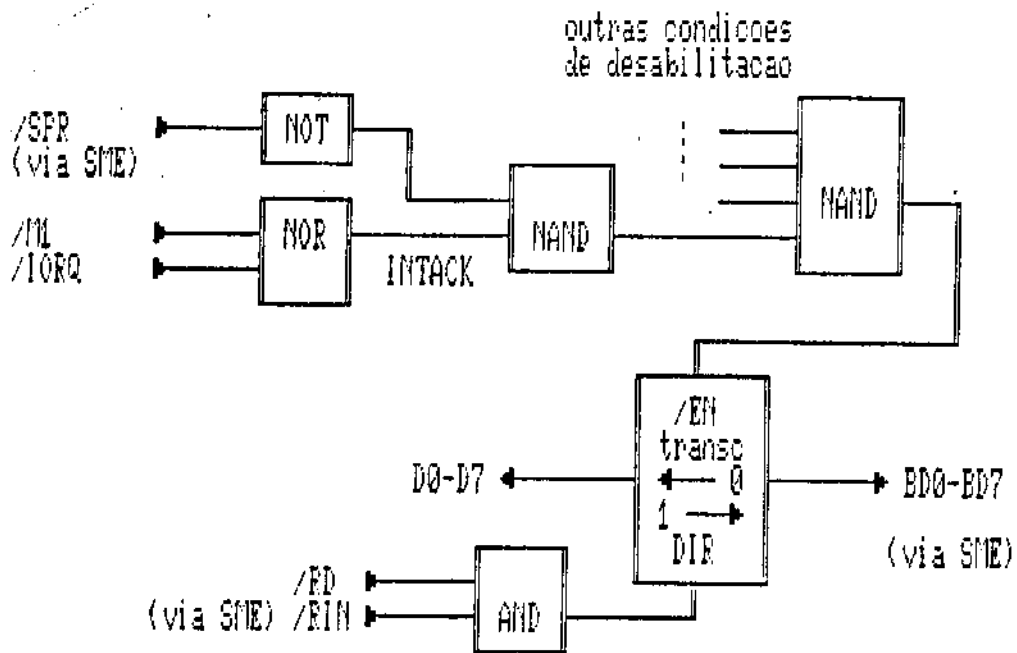 outras condicoes
de desabilitacao
/SPR
(via SME)
NOT
/M1
/IORQ
NOR
INTACK
NAND
NAND
/EN
transc
0
1
DIR
D0-D7
BD0-BD7
(via SME)
/RD
(via SME) /RIN
AND